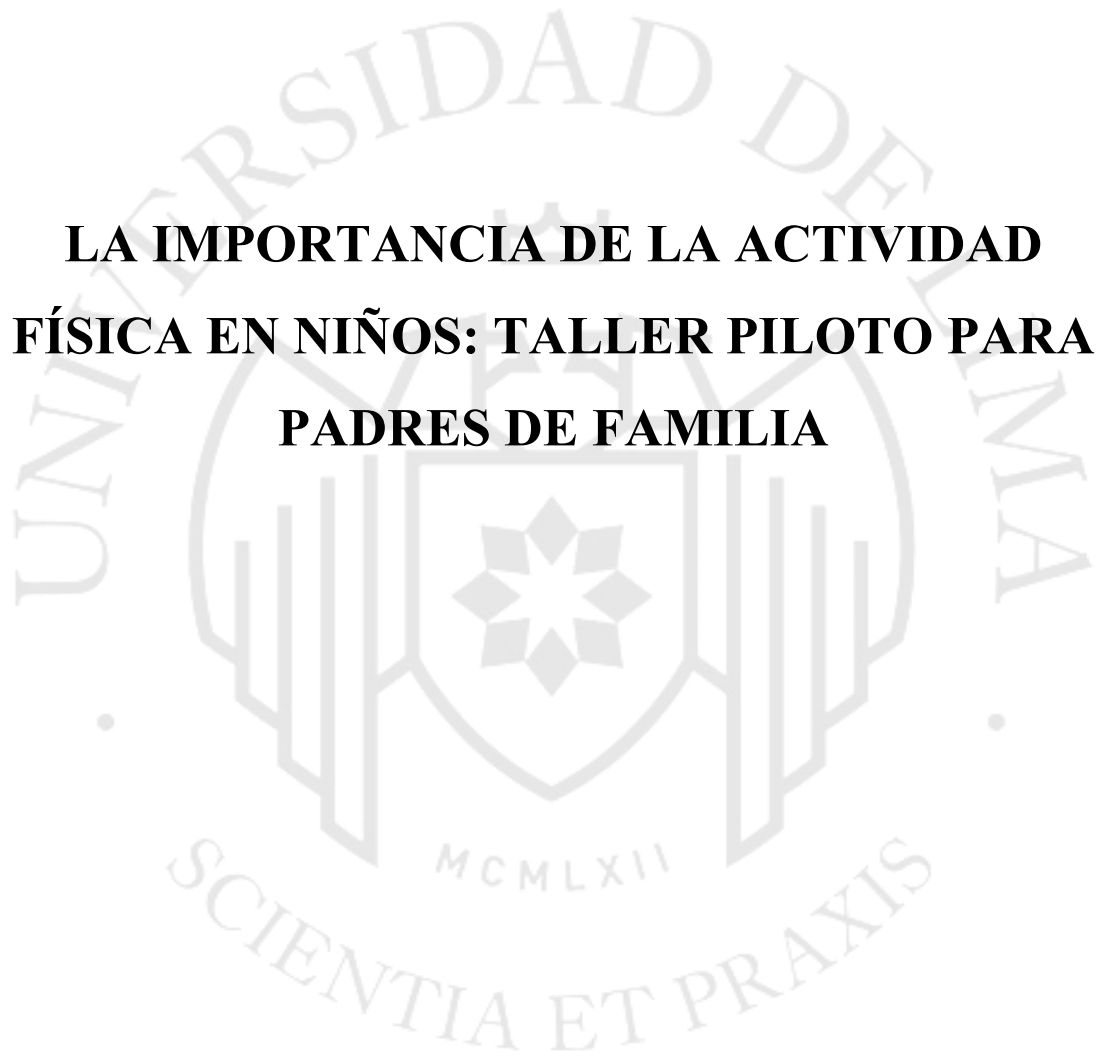 UNIVERSIDAD DE LIMA
LA IMPORTANCIA DE LA ACTIVIDAD
FÍSICA EN NIÑOS: TALLER PILOTO PARA
PADRES DE FAMILIA
MCMLXII
SCIENTIA ET PRAXIS